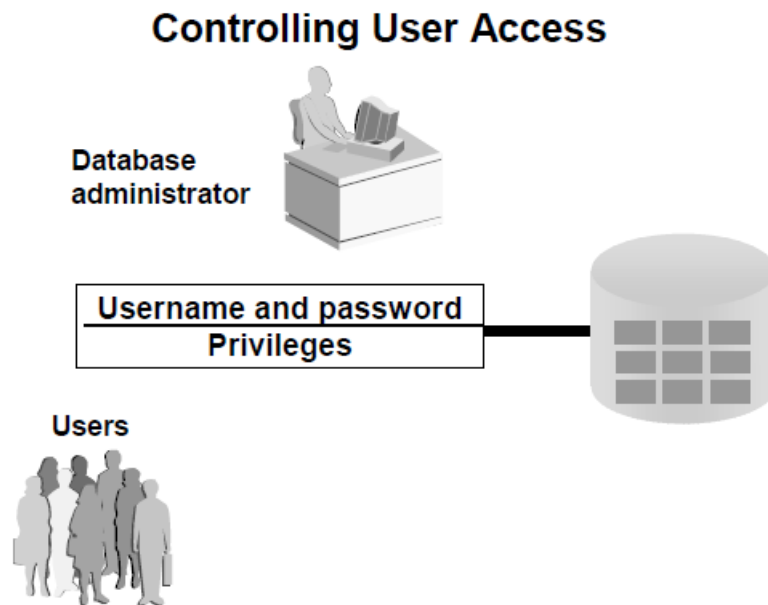 Controlling User Access
Database
administrator
Username and password
Privileges
Users